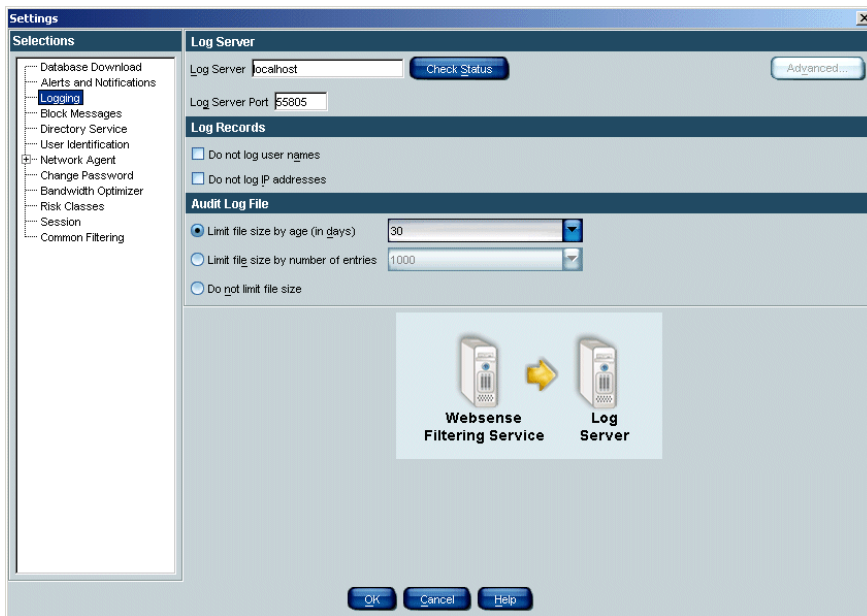 Settings
Selections
Database Download
Alerts and Notifications
Logging
Block Messages
Directory Service
User Identification
Network Agent
Change Password
Bandwidth Optimizer
Risk Classes
Session
Common Filtering
Log Server
Log Server localhost Check Status Advanced...
Log Server Port 55805
Log Records
Do not log user names
Do not log IP addresses
Audit Log File
Limit file size by age (in days) 30
Limit file size by number of entries 1000
Do not limit file size
Websense Filtering Service
Log Server
OK Cancel Help